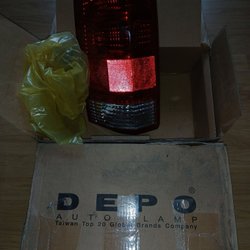 DEPO
AUTO LAMP
Taiwan Top 20 Global Brands Company